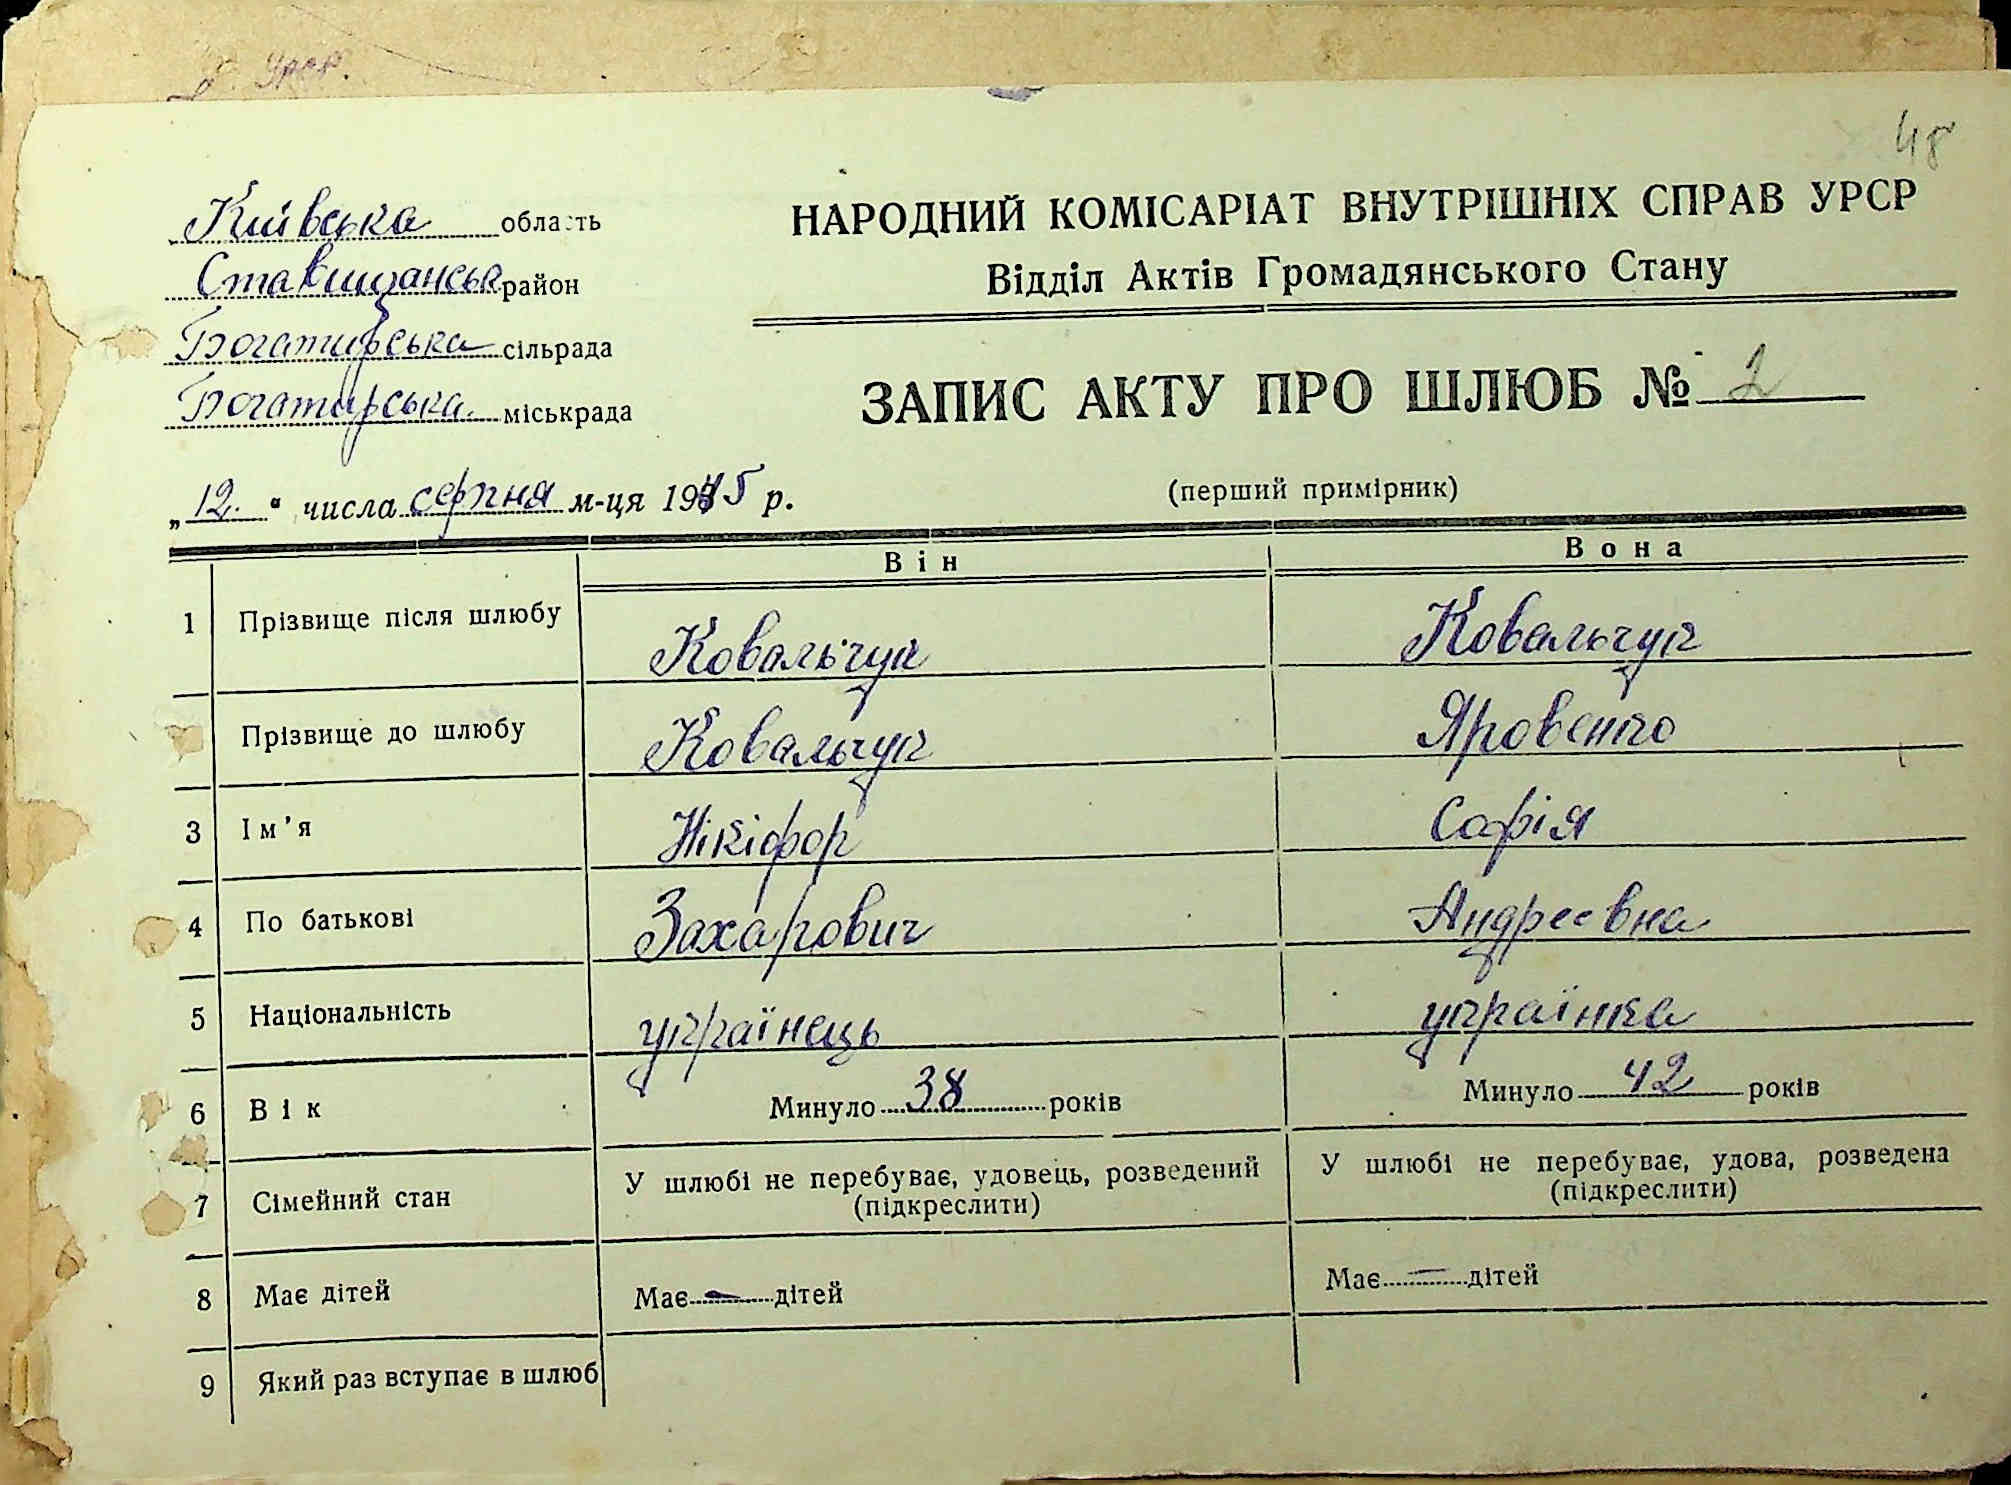 УРСР.
48
Київська область
Ставищанська район
Богатирська сільрада
Богатирська міськрада
НАРОДНИЙ КОМІСАРІАТ ВНУТРІШНІХ СПРАВ УРСР
Відділ Актів Громадянського Стану
ЗАПИС АКТУ ПРО ШЛЮБ № 2
(перший примірник)
„12." числа серпня м-ця 1945 р.
Він Вона
1 Прізвище після шлюбу Ковальчук Ковальчук
Прізвище до шлюбу Ковальчук Яровенко
3 Ім'я Нікіфор Софія
4 По батькові Захарович Андреевна
5 Національність українець українка
6 Вік Минуло 38 років Минуло 42 років
7 Сімейний стан У шлюбі не перебуває, удовець, розведений (підкреслити) У шлюбі не перебуває, удова, розведена (підкреслити)
8 Має дітей Має — дітей Має — дітей
9 Який раз вступає в шлюб